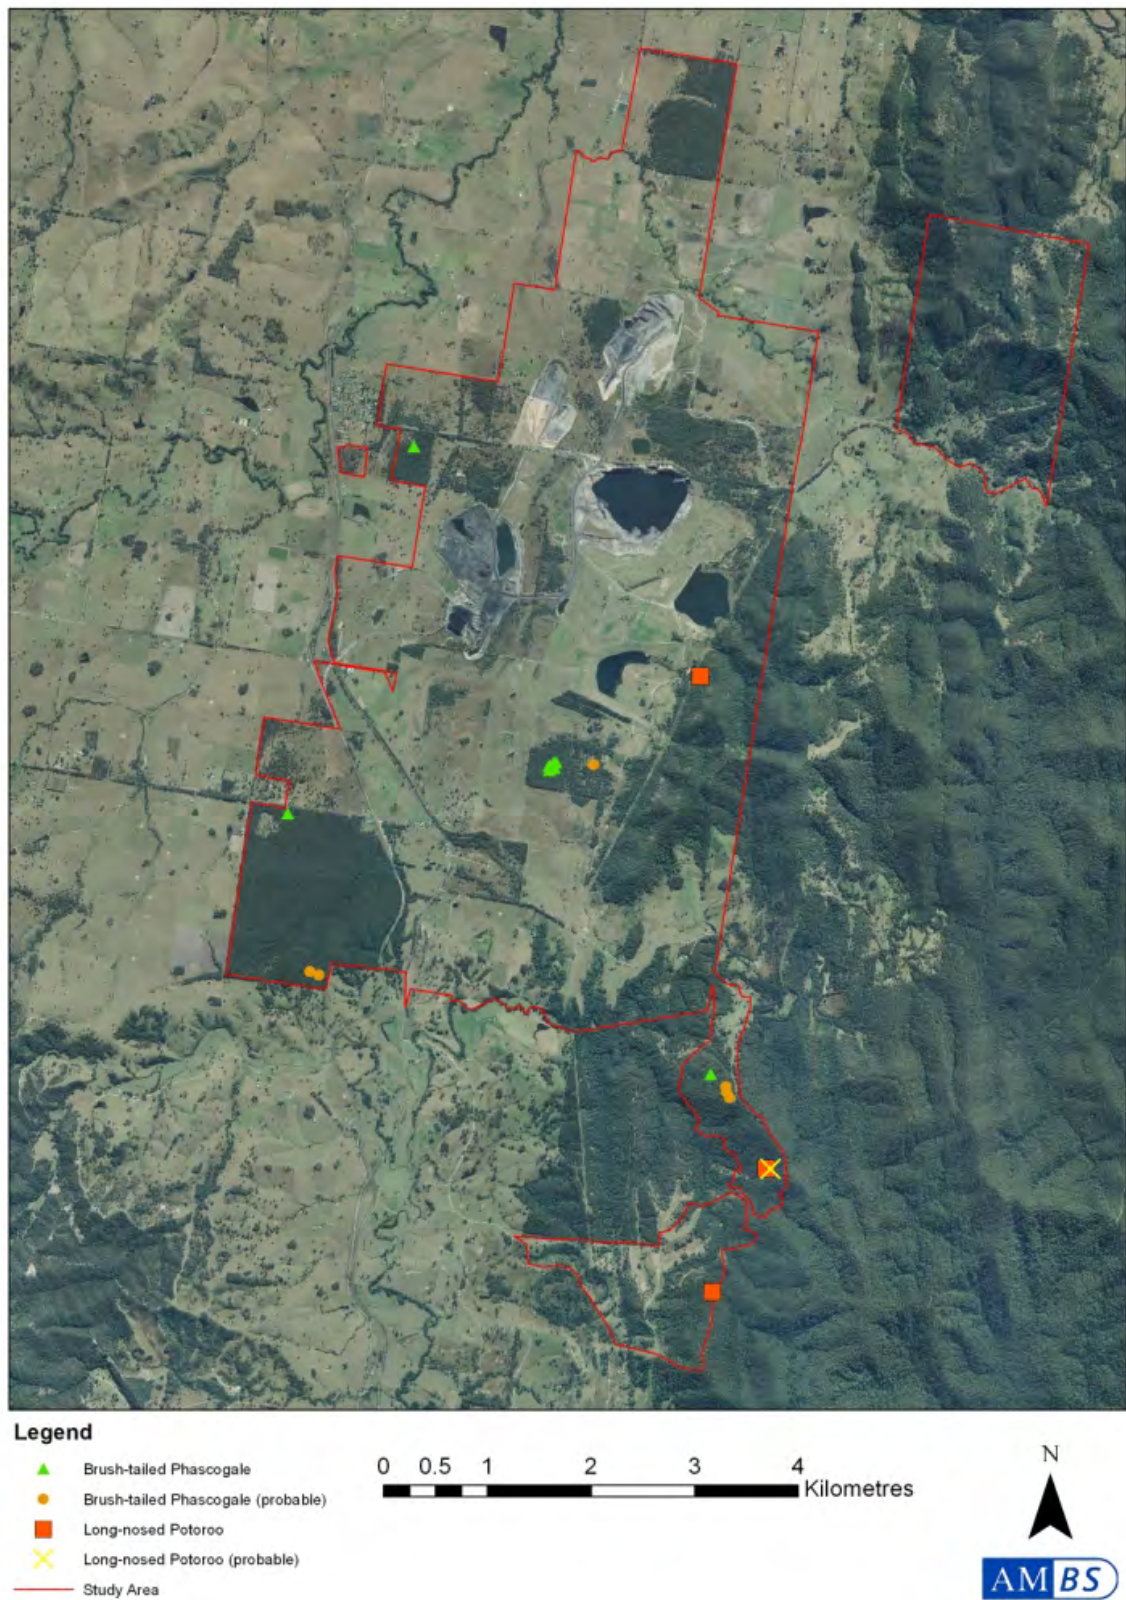 Legend
Brush-tailed Phascogale
Brush-tailed Phascogale (probable)
Long-nosed Potoroo
Long-nosed Potoroo (probable)
Study Area
0 0.5 1 2 3 4
Kilometres
N
AMBS